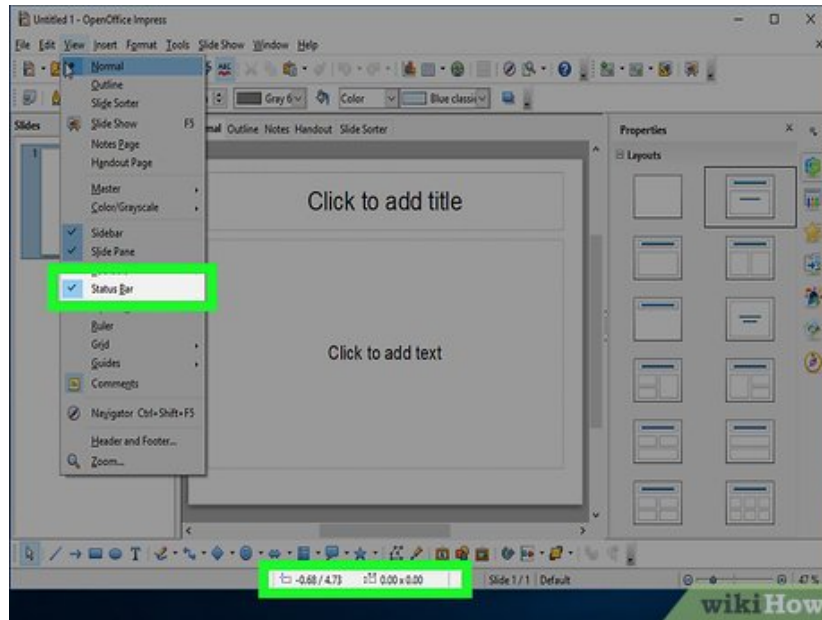 Untitled 1 - OpenOffice Impress
File Edit View Insert Format Tools Slide Show Window Help
Normal
Outline
Slide Sorter
Slide Show F5
Notes Page
Handout Page
Master
Color/Grayscale
Sidebar
Slide Pane
Status Bar
Ruler
Grid
Guides
Comments
Navigator Ctrl+Shift+F5
Header and Footer...
Zoom...
ABC
Gray 6 Color Blue classic
Slides
1
Outline Notes Handout Slide Sorter
Click to add title
Click to add text
Properties
Layouts
-0.68 / 4.73 0.00 x 0.00 Slide 1 / 1 Default 47 %
wikiHow